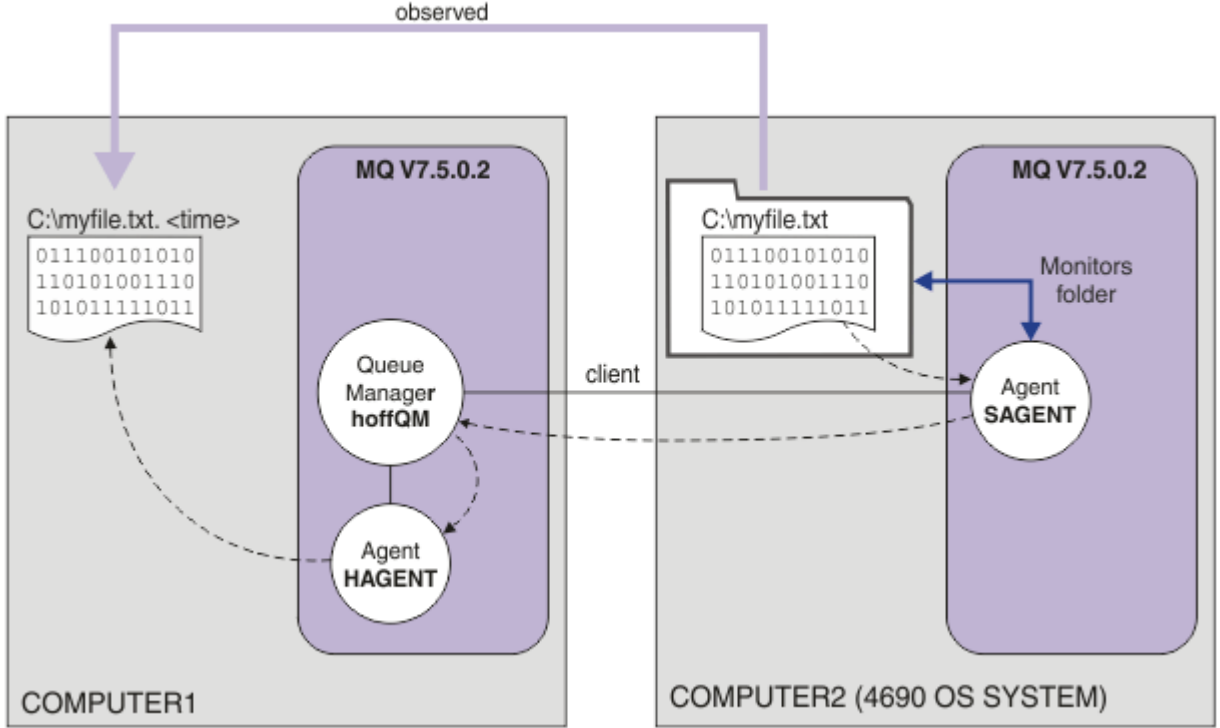 observed
MQ V7.5.0.2
C:\myfile.txt. <time>
011100101010
110101001110
101011111011
Queue
Manager
hoffQM
Agent
HAGENT
COMPUTER1
client
MQ V7.5.0.2
C:\myfile.txt
011100101010
110101001110
101011111011
Monitors
folder
Agent
SAGENT
COMPUTER2 (4690 OS SYSTEM)